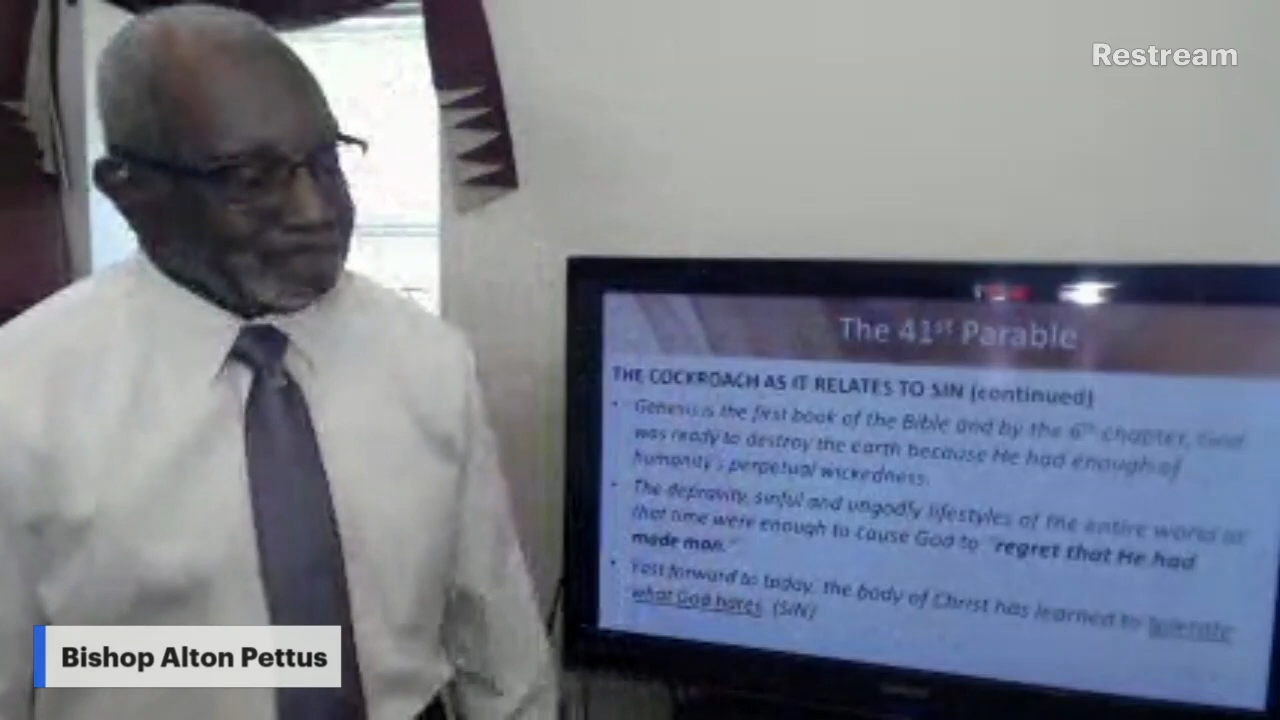 Restream
The 41st Parable
THE COCKROACH AS IT RELATES TO SIN (continued)
• Genesis is the first book of the Bible and by the 6th chapter, God
was ready to destroy the earth because He had enough of
humanity's perpetual wickedness.
• The depravity, sinful and ungodly lifestyles of the entire world at
that time were enough to cause God to "regret that He had
made man."
• Fast forward to today, the body of Christ has learned to tolerate
what God hates. (SIN)
Bishop Alton Pettus